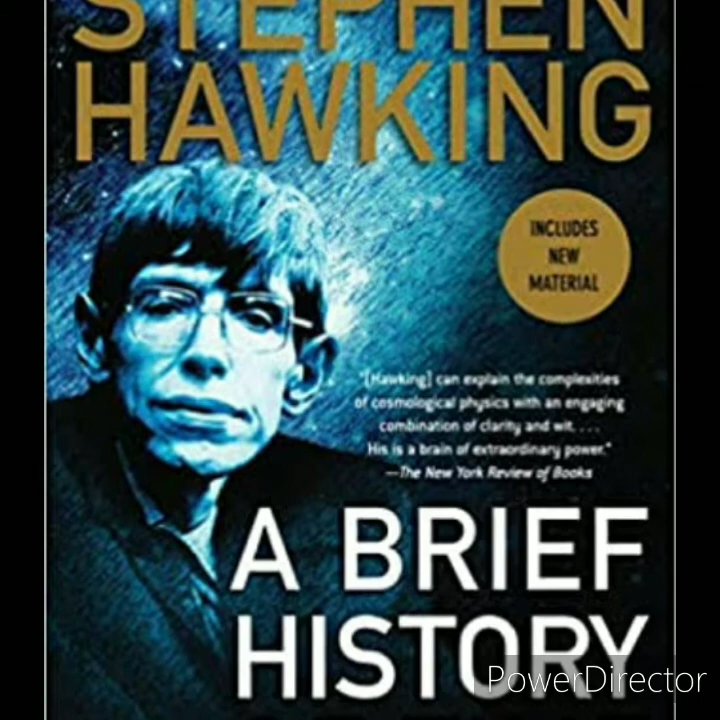 STEPHEN
HAWKING
INCLUDES
NEW
MATERIAL
"[Hawking] can explain the complexities
of cosmological physics with an engaging
combination of clarity and wit. . . .
His is a brain of extraordinary power."
—The New York Review of Books
A BRIEF
HISTORY
PowerDirector